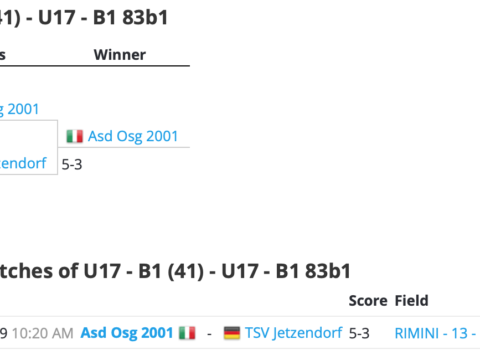 41) - U17 - B1 83b1
s Winner
g 2001
Asd Osg 2001
zendorf 5-3
tches of U17 - B1 (41) - U17 - B1 83b1
Score Field
9 10:20 AM Asd Osg 2001 - TSV Jetzendorf 5-3 RIMINI - 13 -